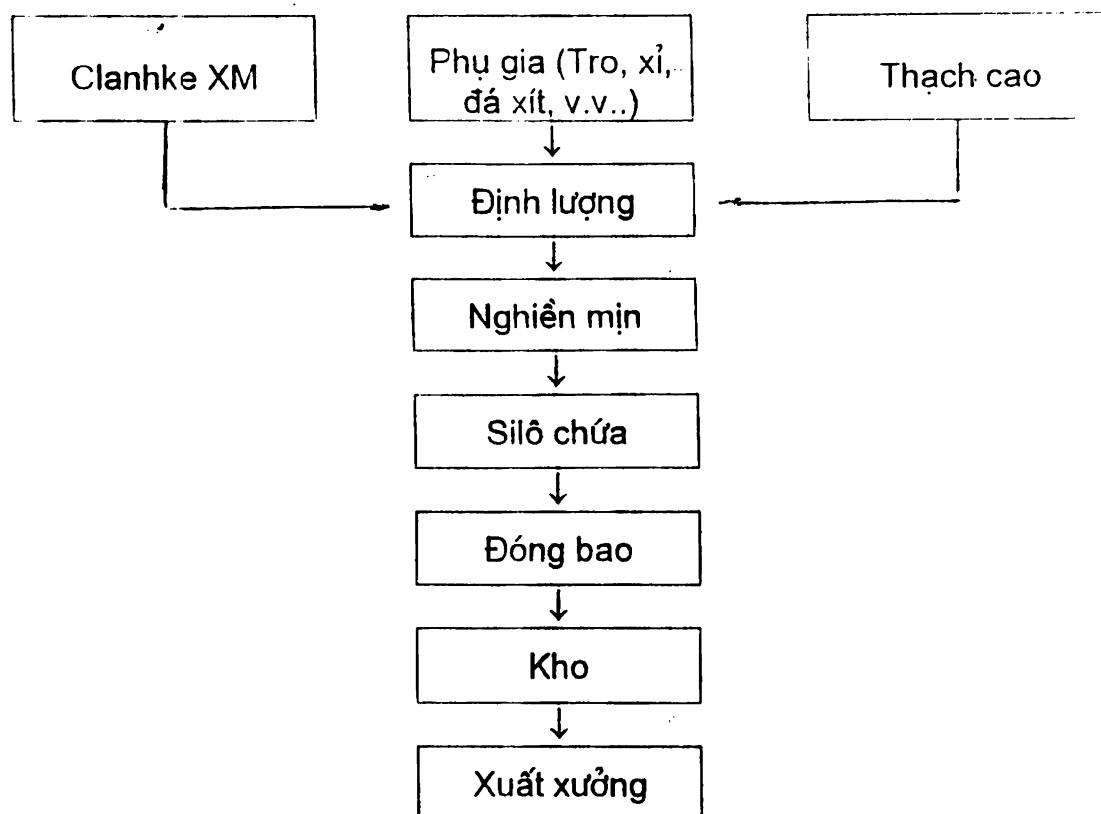 Clanhke XM
Phụ gia (Tro, xỉ,
đá xít, v.v..)
Thạch cao
Định lượng
Nghiền mịn
Silô chứa
Đóng bao
Kho
Xuất xưởng